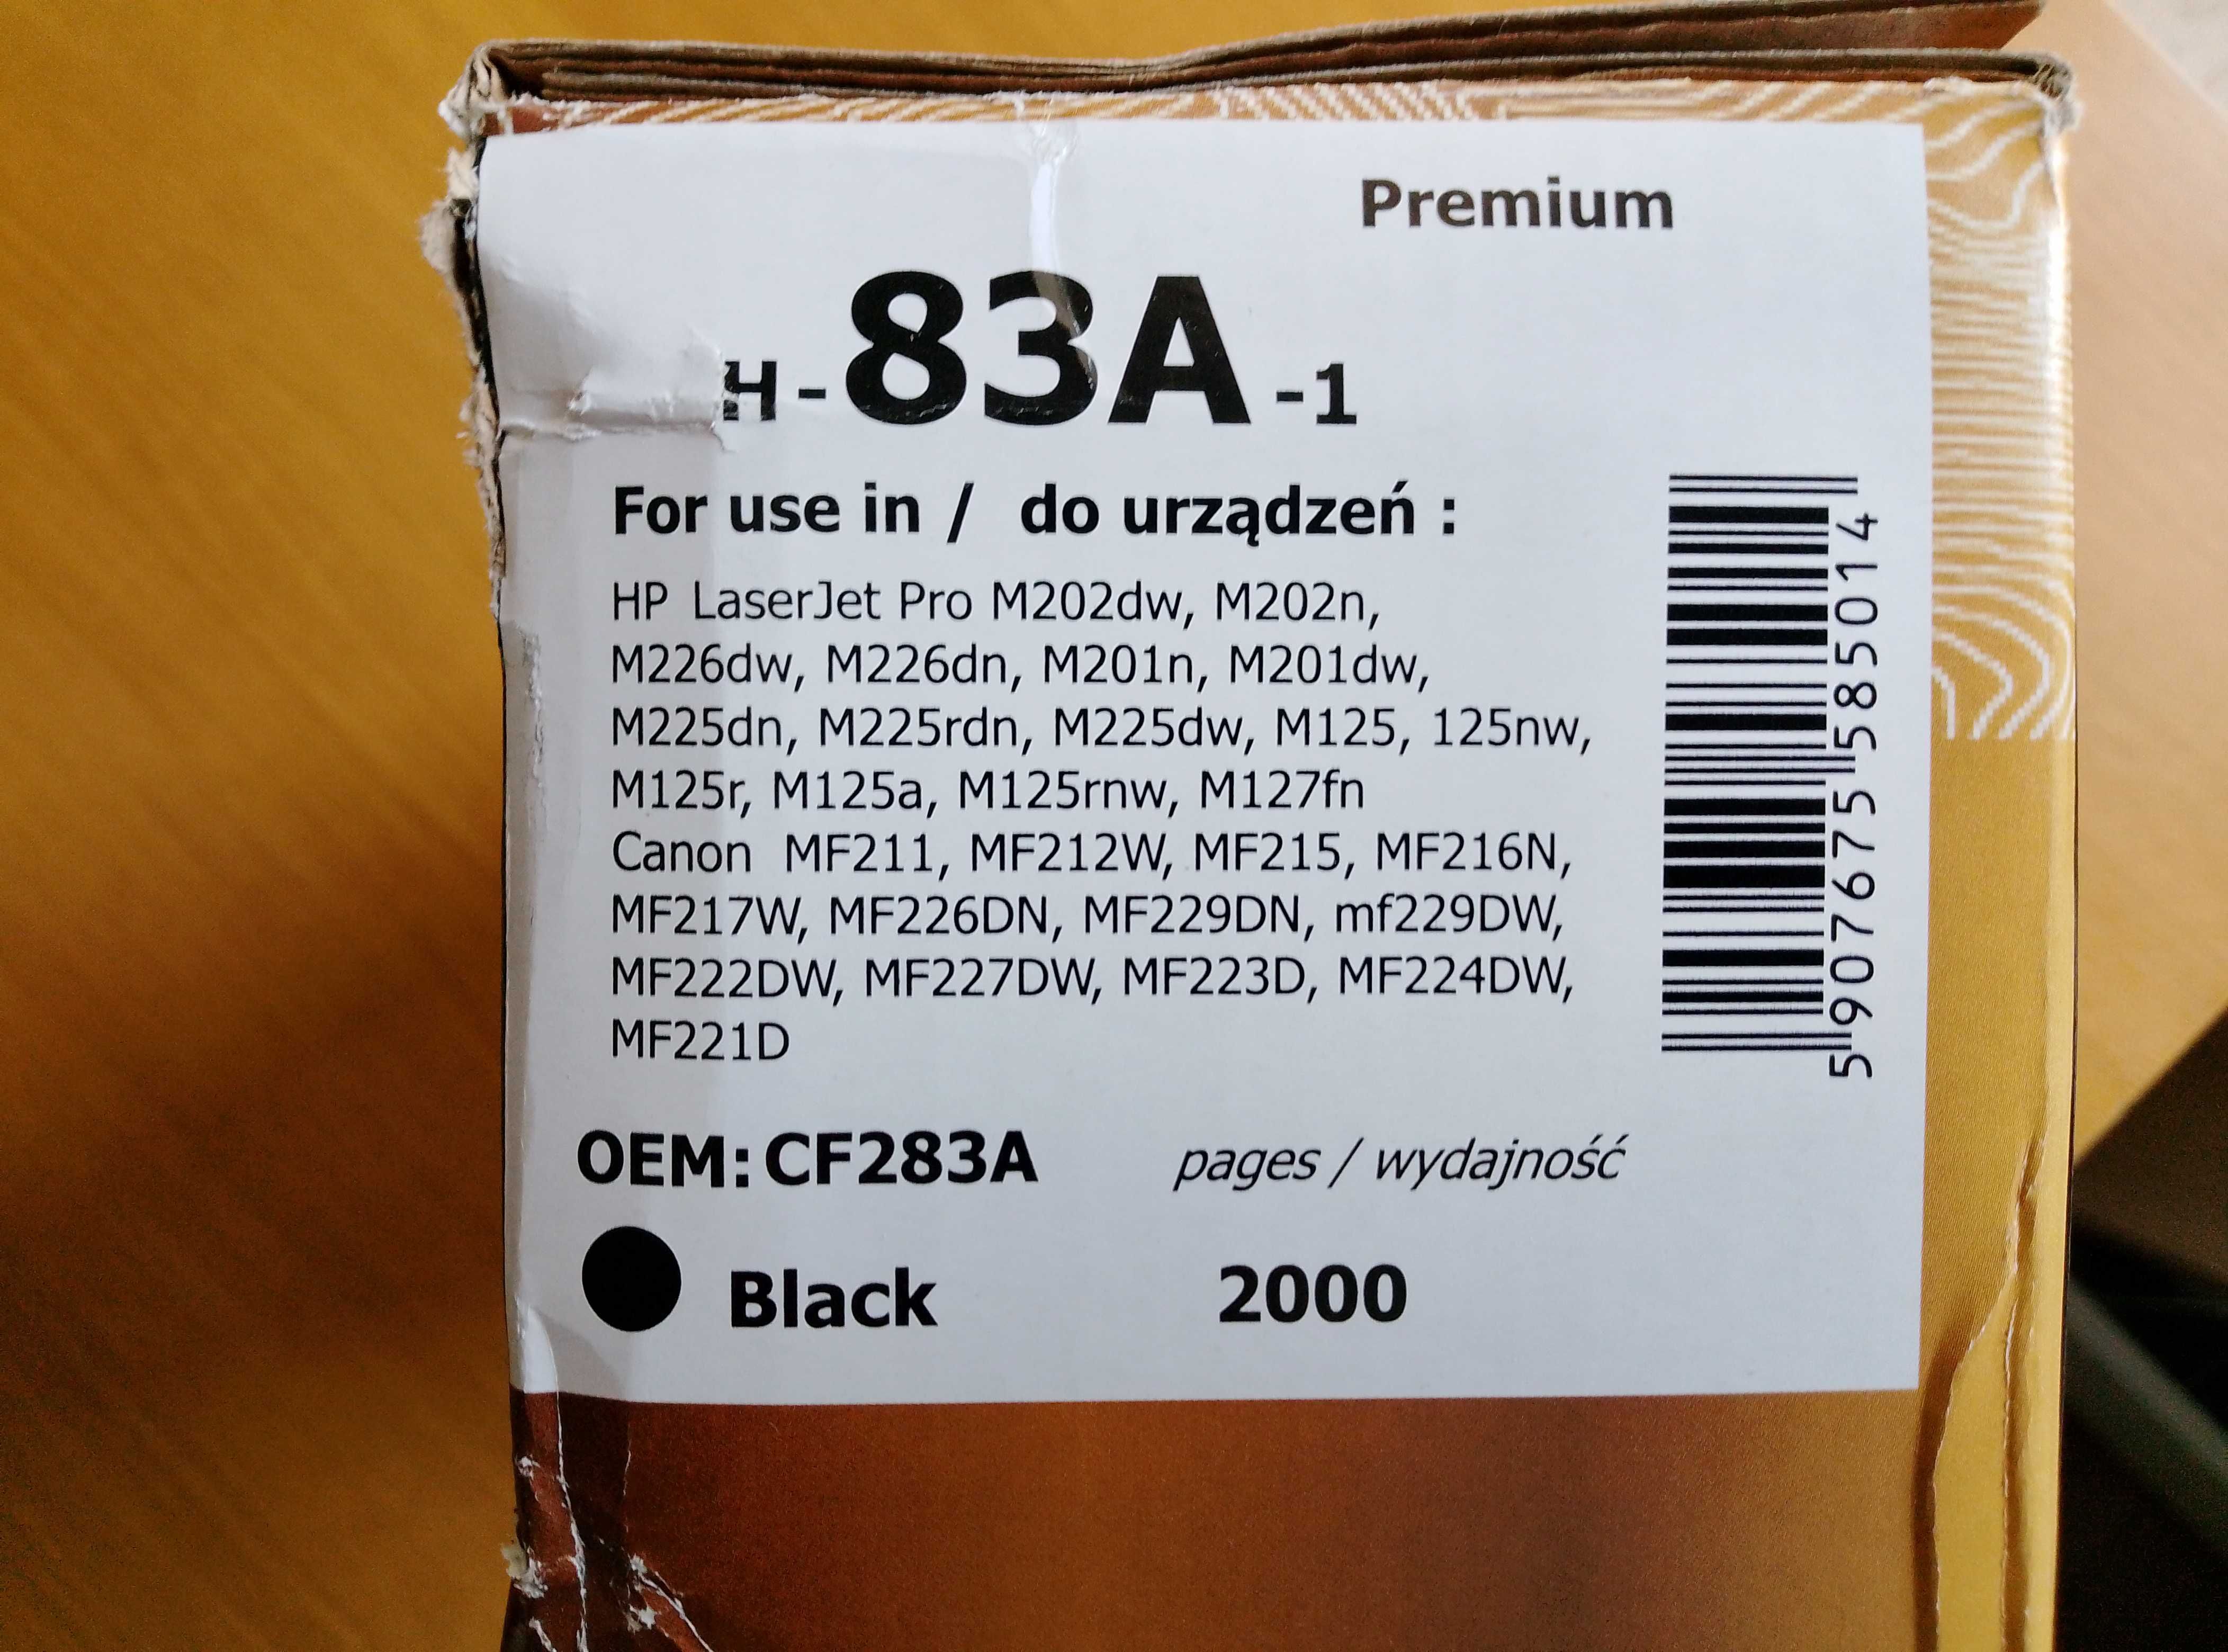 Premium
H-83A-1
For use in / do urządzeń :
HP LaserJet Pro M202dw, M202n,
M226dw, M226dn, M201n, M201dw,
M225dn, M225rdn, M225dw, M125, 125nw,
M125r, M125a, M125rnw, M127fn
Canon MF211, MF212W, MF215, MF216N,
MF217W, MF226DN, MF229DN, mf229DW,
MF222DW, MF227DW, MF223D, MF224DW,
MF221D
OEM: CF283A
pages / wydajność
Black
2000
5907675585014